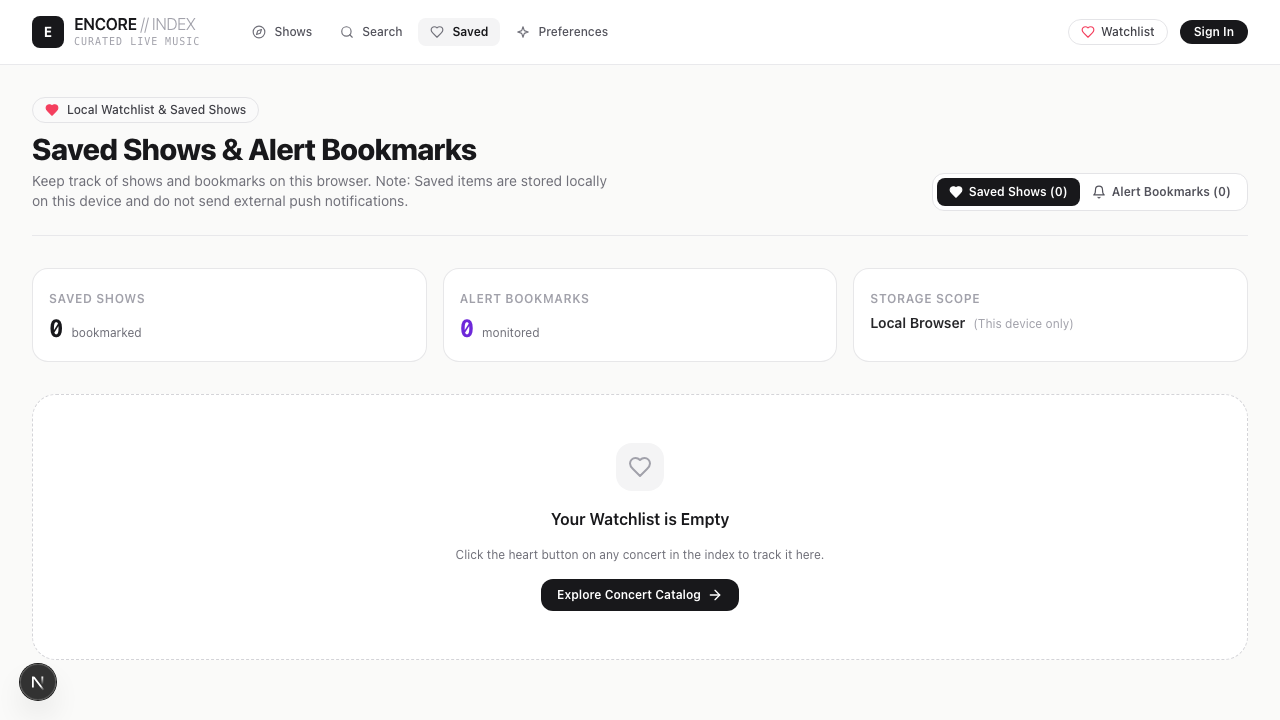 E
ENCORE // INDEX
CURATED LIVE MUSIC
Shows
Search
Saved
Preferences
Watchlist
Sign In
Local Watchlist & Saved Shows
Saved Shows & Alert Bookmarks
Keep track of shows and bookmarks on this browser. Note: Saved items are stored locally
on this device and do not send external push notifications.
Saved Shows (0)
Alert Bookmarks (0)
SAVED SHOWS
0 bookmarked
ALERT BOOKMARKS
0 monitored
STORAGE SCOPE
Local Browser (This device only)
Your Watchlist is Empty
Click the heart button on any concert in the index to track it here.
Explore Concert Catalog
N